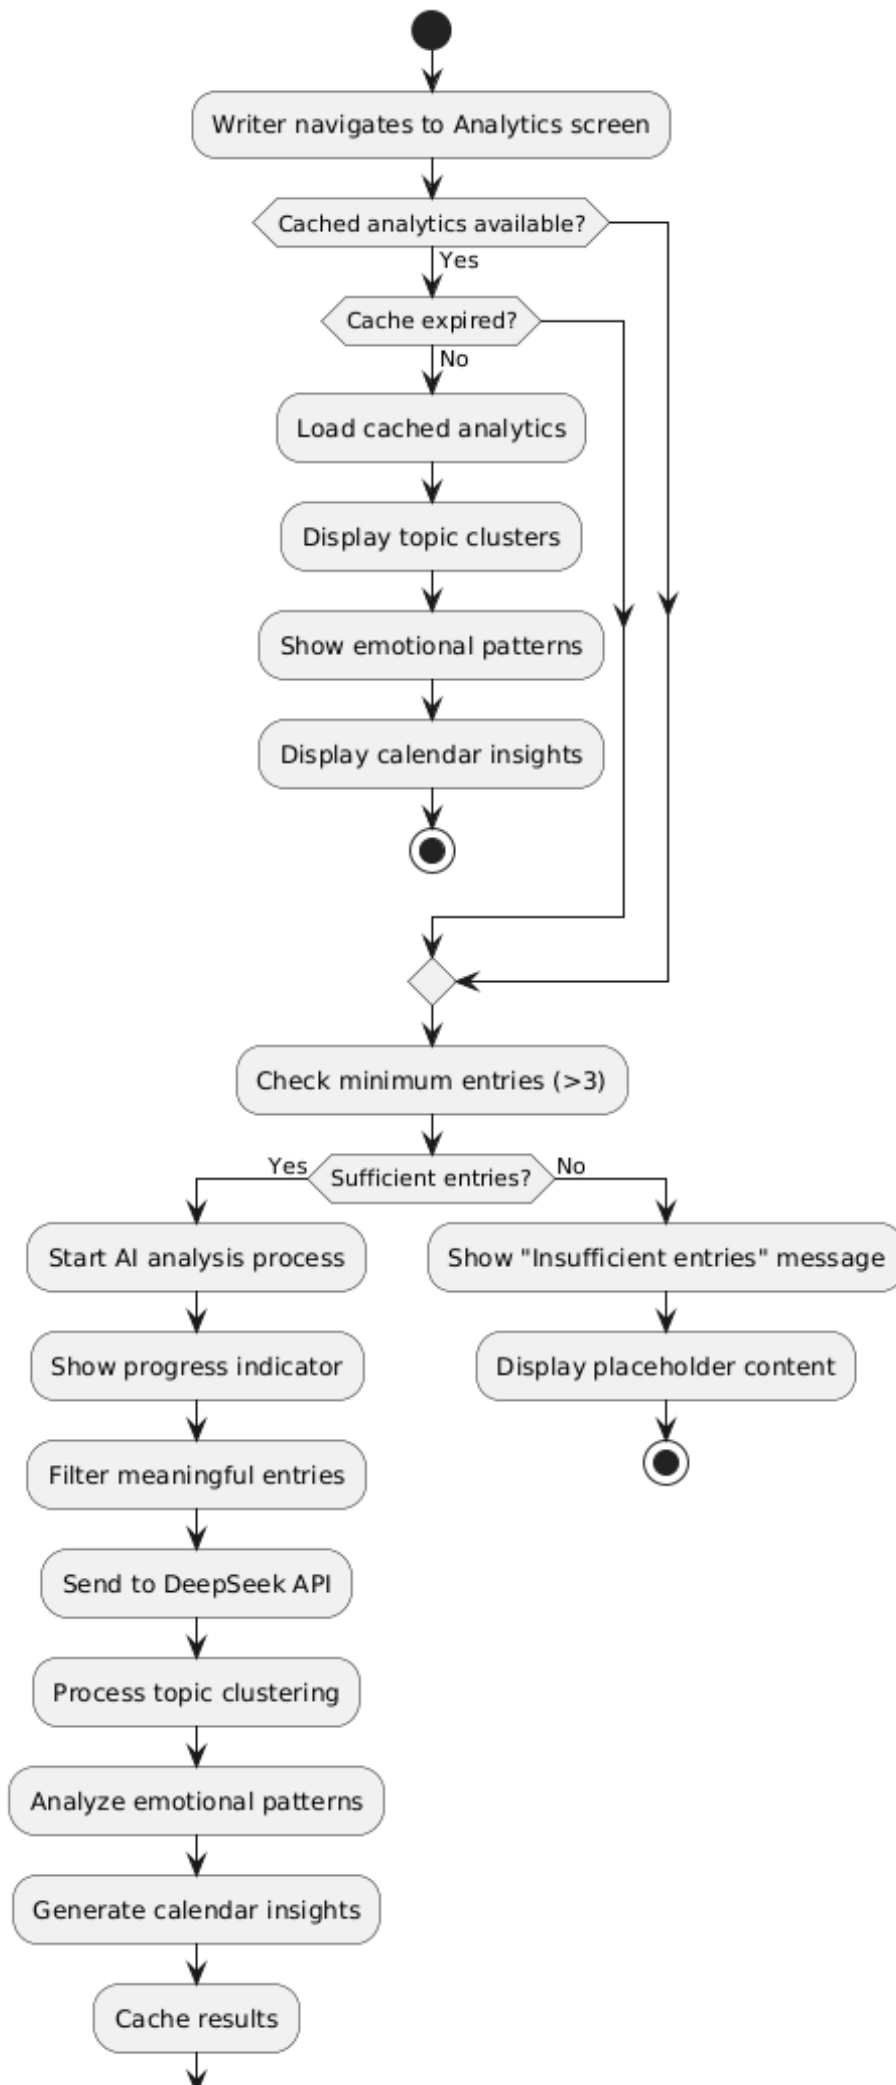 Writer navigates to Analytics screen
Cached analytics available?
Yes
Cache expired?
No
Load cached analytics
Display topic clusters
Show emotional patterns
Display calendar insights
Check minimum entries (>3)
Yes
Sufficient entries?
No
Start AI analysis process
Show "Insufficient entries" message
Show progress indicator
Display placeholder content
Filter meaningful entries
Send to DeepSeek API
Process topic clustering
Analyze emotional patterns
Generate calendar insights
Cache results